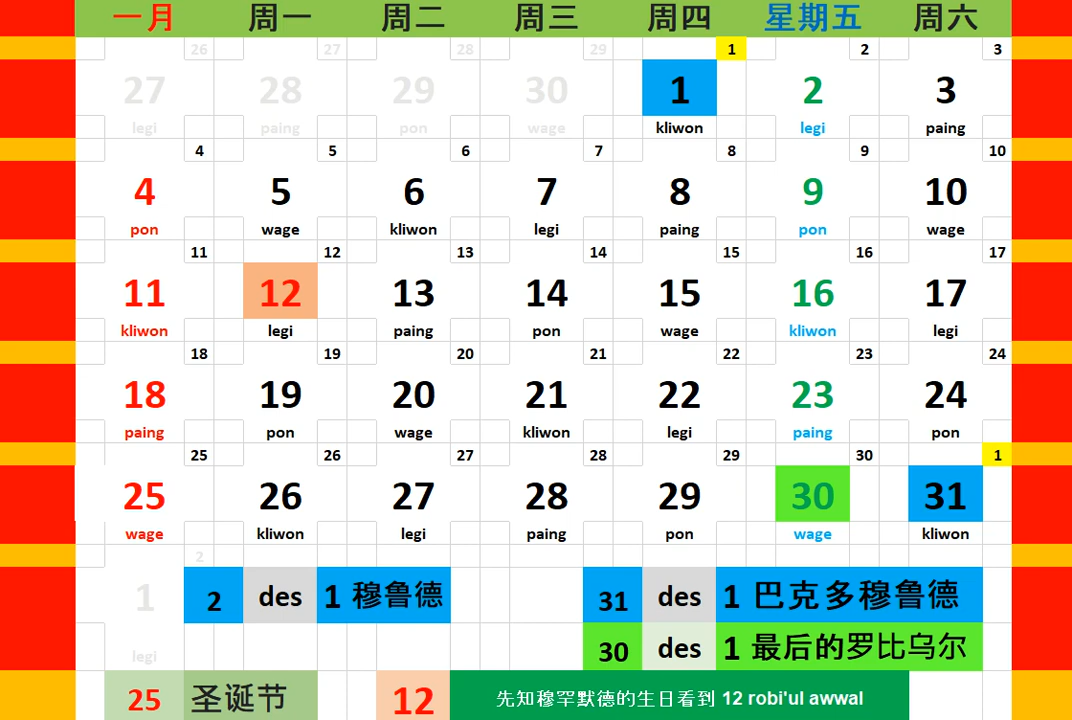 一月 周一 周二 周三 周四 星期五 周六
26 27 28 29 1 2 3
27 28 29 30 1 2 3
legi paing pon wage kliwon legi paing
4 5 6 7 8 9 10
4 5 6 7 8 9 10
pon wage kliwon legi paing pon wage
11 12 13 14 15 16 17
11 12 13 14 15 16 17
kliwon legi paing pon wage kliwon legi
18 19 20 21 22 23 24
18 19 20 21 22 23 24
paing pon wage kliwon legi paing pon
25 26 27 28 29 30 1
25 26 27 28 29 30 31
wage kliwon legi paing pon wage kliwon
2
1 2 des 1 穆鲁德 31 des 1 巴克多穆鲁德
legi 30 des 1 最后的罗比乌尔
25 圣诞节 12 先知穆罕默德的生日看到 12 robi'ul awwal